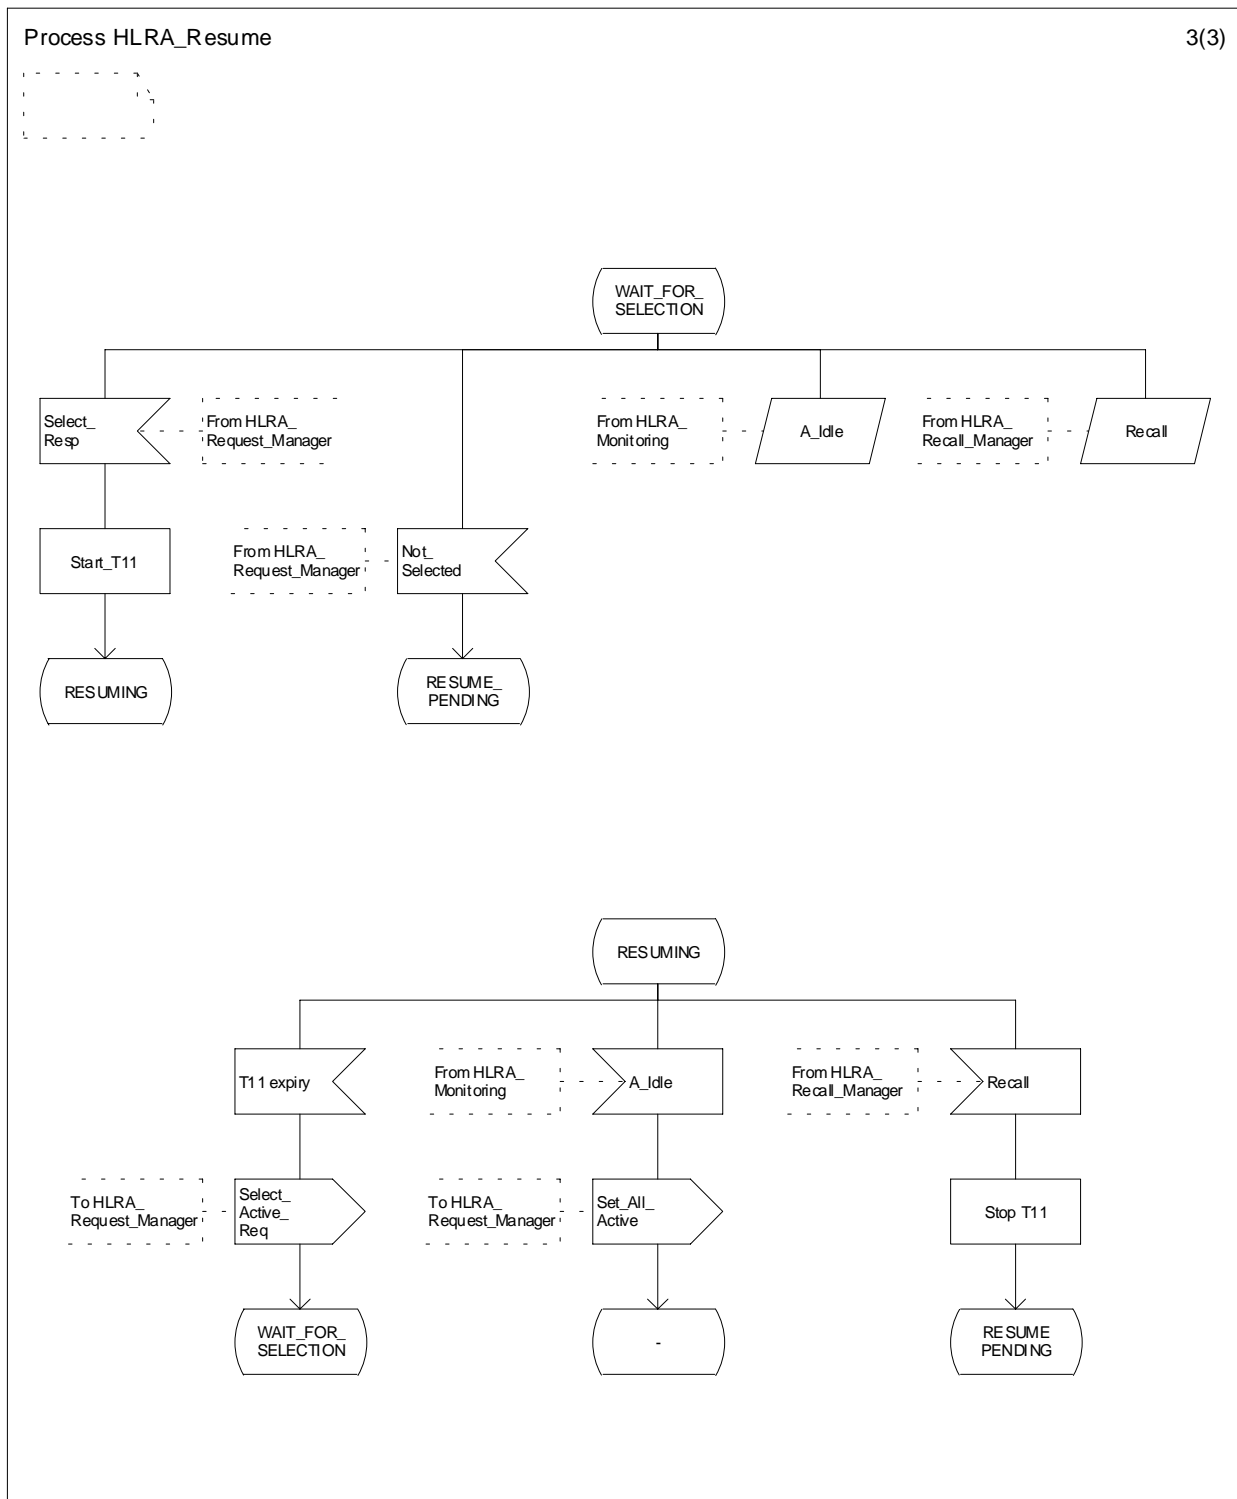 Process HLRA_Resume
3(3)
WAIT_FOR_
SELECTION
Select_
Resp
From HLRA_
Request_Manager
From HLRA_
Monitoring
A_Idle
From HLRA_
Recall_Manager
Recall
Start_T11
From HLRA_
Request_Manager
Not_
Selected
RESUMING
RESUME_
PENDING
RESUMING
T11 expiry
From HLRA_
Monitoring
A_Idle
From HLRA_
Recall_Manager
Recall
To HLRA_
Request_Manager
Select_
Active_
Req
To HLRA_
Request_Manager
Set_All_
Active
Stop T11
WAIT_FOR_
SELECTION
-
RESUME
PENDING